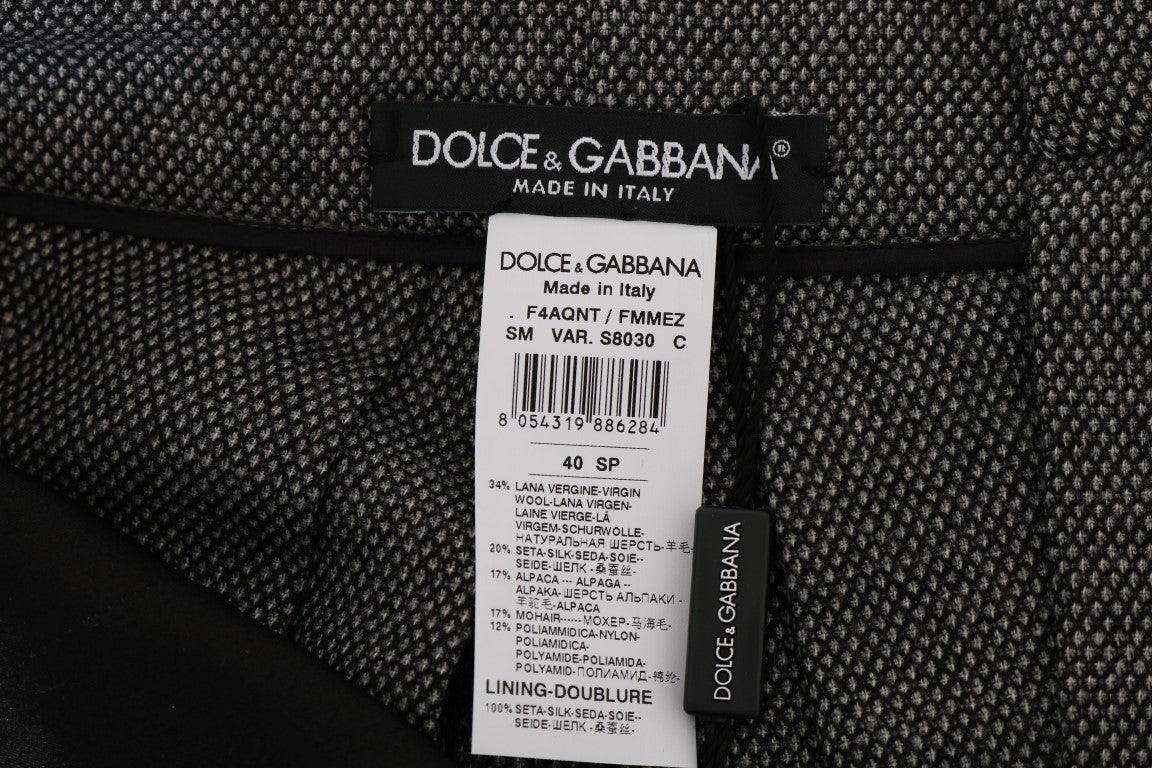 DOLCE & GABBANA®
MADE IN ITALY
DOLCE & GABBANA
Made in Italy
. F4AQNT / FMMEZ
SM VAR. S8030 C
8 054319 886284
40 SP
34% LANA VERGINE-VIRGIN
WOOL-LANA VIRGEN-
LAINE VIERGE-LÃ
VIRGEM-SCHURWOLLE-
НАТУРАЛЬНАЯ ШЕРСТЬ-羊毛-
20% SETA-SILK-SEDA-SOIE--
SEIDE-ШЕЛК -桑蚕丝-
17% ALPACA --- ALPAGA --
ALPAKA-ШЕРСТЬ АЛЬПАКИ -
羊驼毛-ALPACA
17% MOHAIR------ МОХЕР-马海毛-
12% POLIAMMIDICA-NYLON-
POLIAMIDICA-
POLYAMIDE-POLIAMIDA-
POLYAMID-ПОЛИАМИД-锦纶-
LINING-DOUBLURE
100% SETA-SILK-SEDA-SOIE--
SEIDE-ШЕЛК -桑蚕丝-
DOLCE & GABBANA